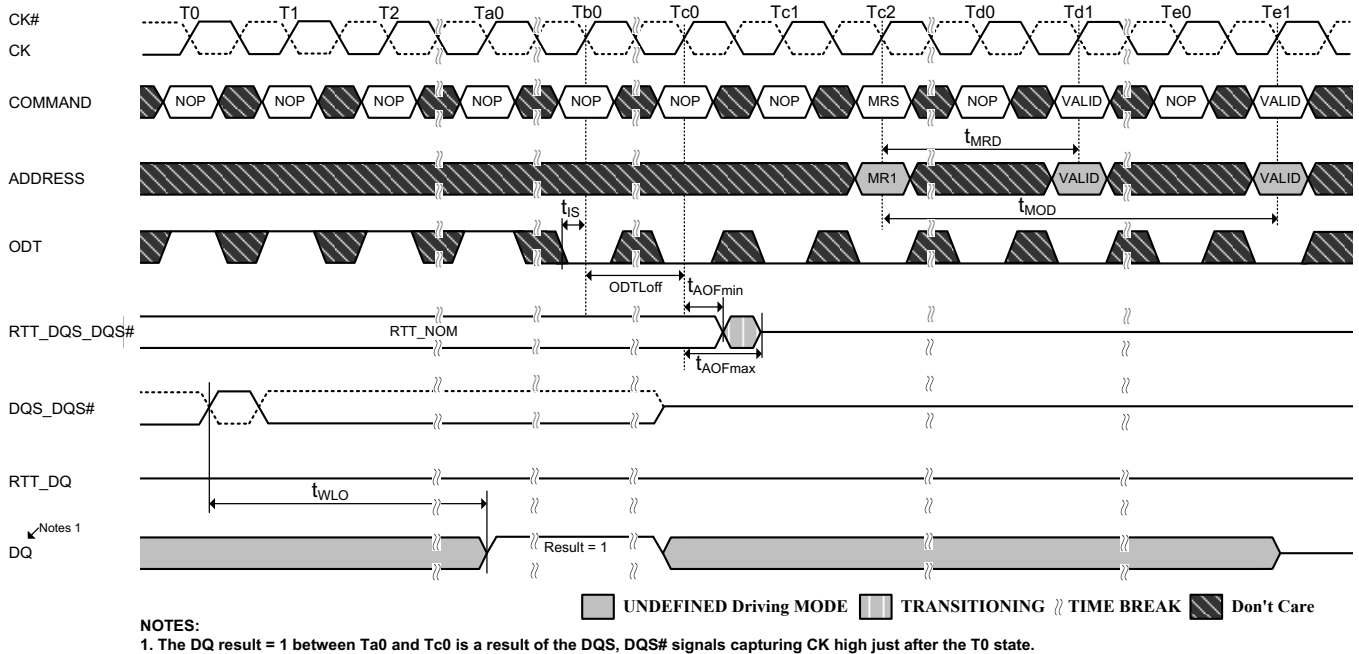 T0 T1 T2 Ta0 Tb0 Tc0 Tc1 Tc2 Td0 Td1 Te0 Te1
CK#
CK
COMMAND NOP NOP NOP NOP NOP NOP NOP MRS NOP VALID NOP VALID
tMRD
ADDRESS MR1 VALID VALID
tIS tMOD
ODT
ODTLoff tAOFmin
RTT_DQS_DQS# RTT_NOM
tAOFmax
DQS_DQS#
RTT_DQ
tWLO
Notes 1
DQ Result = 1
UNDEFINED Driving MODE TRANSITIONING TIME BREAK Don't Care
NOTES:
1. The DQ result = 1 between Ta0 and Tc0 is a result of the DQS, DQS# signals capturing CK high just after the T0 state.